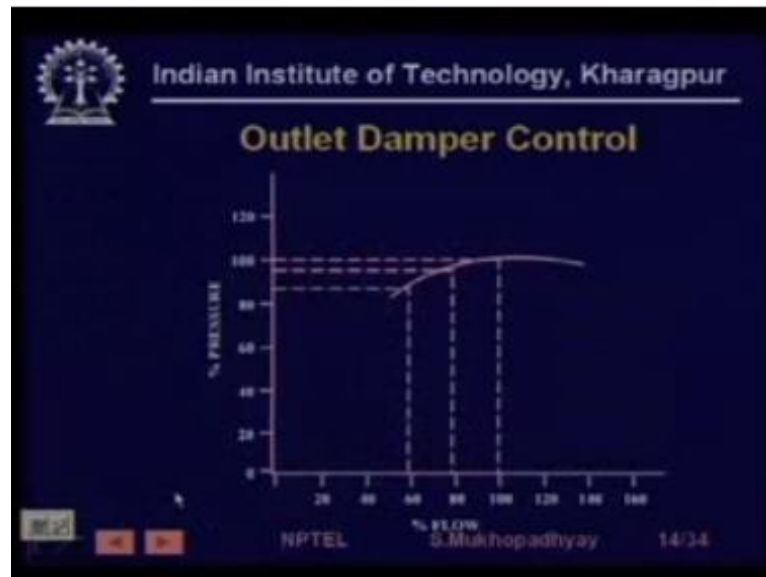 Indian Institute of Technology, Kharagpur
Outlet Damper Control
120
100
80
60
40
20
0
% PRESSURE
20 40 60 80 100 120 140 160
% FLOW
NPTEL S.Mukhopadhyay 14/34